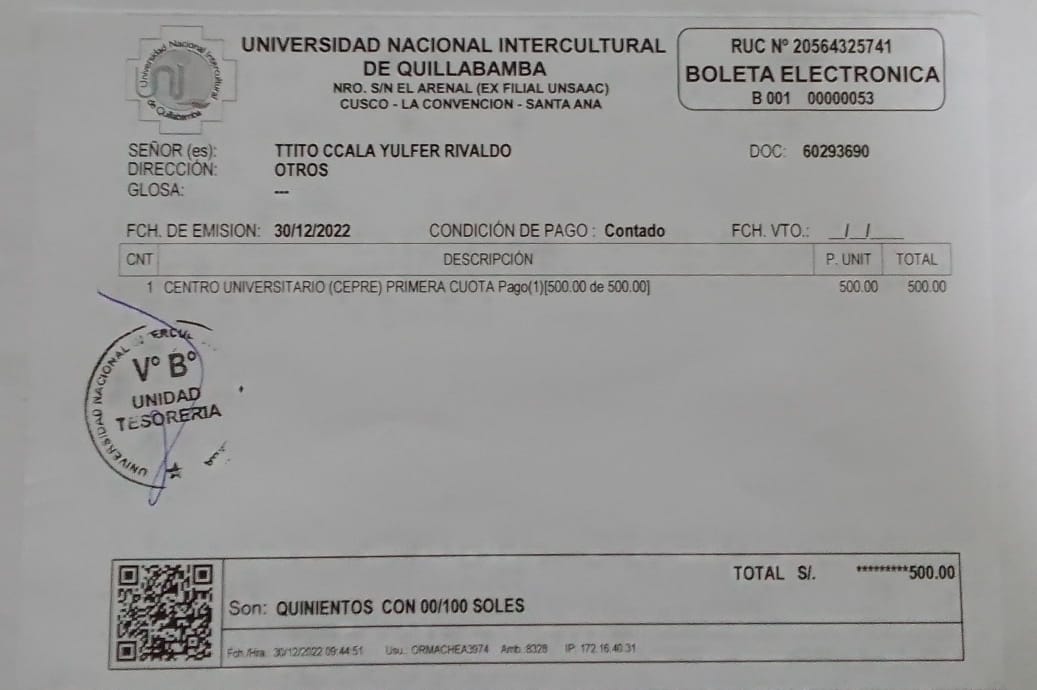 Universidad Nacional Intercultural de Quillabamba
UNIVERSIDAD NACIONAL INTERCULTURAL
DE QUILLABAMBA
NRO. S/N EL ARENAL (EX FILIAL UNSAAC)
CUSCO - LA CONVENCION - SANTA ANA
RUC Nº 20564325741
BOLETA ELECTRONICA
B 001 00000053
SEÑOR (es): TTITO CCALA YULFER RIVALDO DOC: 60293690
DIRECCIÓN: OTROS
GLOSA: ---
FCH. DE EMISION: 30/12/2022 CONDICIÓN DE PAGO : Contado FCH. VTO.: __/__/____
CNT DESCRIPCIÓN P. UNIT TOTAL
1 CENTRO UNIVERSITARIO (CEPRE) PRIMERA CUOTA Pago(1)[500.00 de 500.00] 500.00 500.00
UNIVERSIDAD NACIONAL
Vº Bº
UNIDAD
TESORERIA
TOTAL S/. *********500.00
Son: QUINIENTOS CON 00/100 SOLES
Fch./Hra: 30/12/2022 09:44:51 Usu.: ORMACHEA3974 Amb.:8328 IP: 172.16.40.31